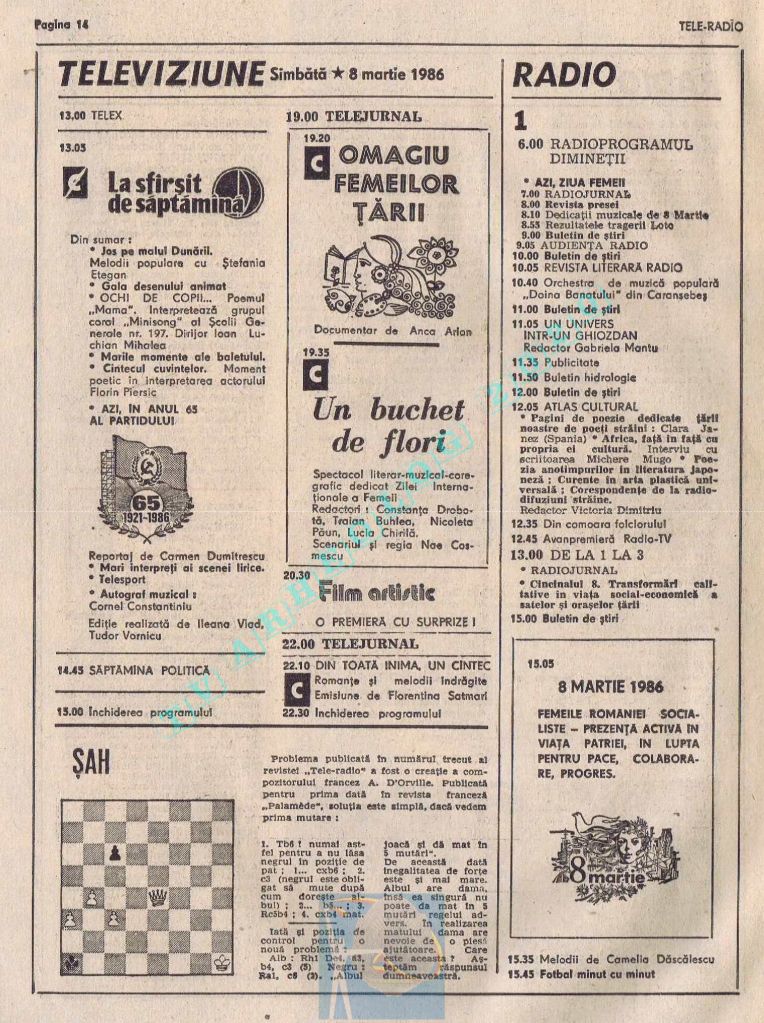 Pagina 14
TELE-RADIO
TELEVIZIUNE Sîmbătă ★ 8 martie 1986
13.00 TELEX
13.05
La sfîrşit
de săptămînă
Din sumar :
• Jos pe malul Dunării.
Melodii populare cu Ştefania
Eţegan
• Gala desenului animat
• OCHI DE COPII... Poemul
„Mama". Interpretează grupul
coral „Minisong" al Şcolii Ge-
nerale nr. 197. Dirijor Ioan Lu-
chian Mihalea
• Marile momente ale baletului.
• Cîntecul cuvintelor. Moment
poetic în interpretarea actorului
Florin Piersic
• AZI, ÎN ANUL 65
AL PARTIDULUI
PCR
65
1921-1986
Reportaj de Carmen Dumitrescu
• Mari interpreţi ai scenei lirice.
• Telesport
• Autograf muzical :
Cornel Constantiniu
Ediţie realizată de Ileana Vlad,
Tudor Vornicu
14.45 SĂPTĂMÎNA POLITICĂ
15.00 Închiderea programului
19.00 TELEJURNAL
19.20
C
OMAGIU
FEMEILOR
ŢĂRII
Documentar de Anca Arion
19.35
C
Un buchet
de flori
Spectacol literar-muzical-core-
grafic dedicat Zilei Interna-
ţionale a Femeii
Redactori : Constanţa Drobo-
tă, Traian Buhlea, Nicoleta
Păun, Lucia Chirilă.
Scenariul şi regia Nae Cos-
mescu
20.30
Film artistic
O PREMIERĂ CU SURPRIZE !
22.00 TELEJURNAL
22.10 DIN TOATĂ INIMA, UN CÎNTEC
C
Romanţe şi melodii îndrăgite
Emisiune de Florentina Satmari
22.30 Închiderea programului
RADIO
1
6.00 RADIOPROGRAMUL
DIMINEŢII
• AZI, ZIUA FEMEII
7.00 RADIOJURNAL
8.00 Revista presei
8.10 Dedicaţii muzicale de 8 Martie
8.55 Rezultatele tragerii Loto
9.00 Buletin de ştiri
9.05 AUDIENŢA RADIO
10.00 Buletin de ştiri
10.05 REVISTA LITERARĂ RADIO
10.40 Orchestra de muzică populară
„Doina Banatului" din Caransebeş
11.00 Buletin de ştiri
11.05 UN UNIVERS
ÎNTR-UN GHIOZDAN
Redactor Gabriela Mantu
11.35 Publicitate
11.50 Buletin hidrologic
12.00 Buletin de ştiri
12.05 ATLAS CULTURAL
• Pagini de poezie dedicate ţării
noastre de poeţi străini : Clara Ja-
nez (Spania) • Africa, faţă în faţă cu
propria ei cultură. Interviu cu
scriitoarea Michere Mugo • Poe-
zia anotimpurilor în literatura japo-
neză ; Curente în arta plastică uni-
versală ; Corespondenţe de la radio-
difuziuni străine.
Redactor Victoria Dimitriu
12.35 Din comoara folclorului
12.45 Avanpremieră Radio-TV
13.00 DE LA 1 LA 3
• RADIOJURNAL
• Cincinalul 8. Transformări cali-
tative în viaţa social-economică a
satelor şi oraşelor ţării
15.00 Buletin de ştiri
15.05
8 MARTIE 1986
FEMEILE ROMÂNIEI SOCIA-
LISTE – PREZENŢĂ ACTIVĂ ÎN
VIAŢA PATRIEI, ÎN LUPTA
PENTRU PACE, COLABORA-
RE, PROGRES.
8
martie
15.35 Melodii de Camelia Dăscălescu
15.45 Fotbal minut cu minut
ŞAH
Problema publicată în numărul trecut al
revistei „Tele-radio" a fost o creaţie a com-
pozitorului francez A. D'Orville. Publicată
pentru prima dată în revista franceză
„Palamède", soluţia este simplă, dacă vedem
prima mutare :
1. Tb6 ! numai ast-
fel pentru a nu lăsa
negrul în poziţie de
pat ; 1... cxb6 ; 2.
c3 (negrul este obli-
gat să mute după
cum doreşte al-
bul) ; 2... b5... ; 3.
Rc5b4 ; 4. cxb4 mat.
Iată şi poziţia de
control pentru o
nouă problemă :
Alb : Rh1 De4, a3,
b4, c3 (5) Negru :
Ra1, c6 (2). „Albul
joacă şi dă mat în
5 mutări".
De această dată
inegalitatea de forţe
este şi mai mare.
Albul are dama,
însă ea singură nu
poate da mat în 5
mutări regelui ad-
vers. În realizarea
matului dama are
nevoie de o piesă
ajutătoare. Care
este aceasta ? Aş-
teptăm răspunsul
dumneavoastră.